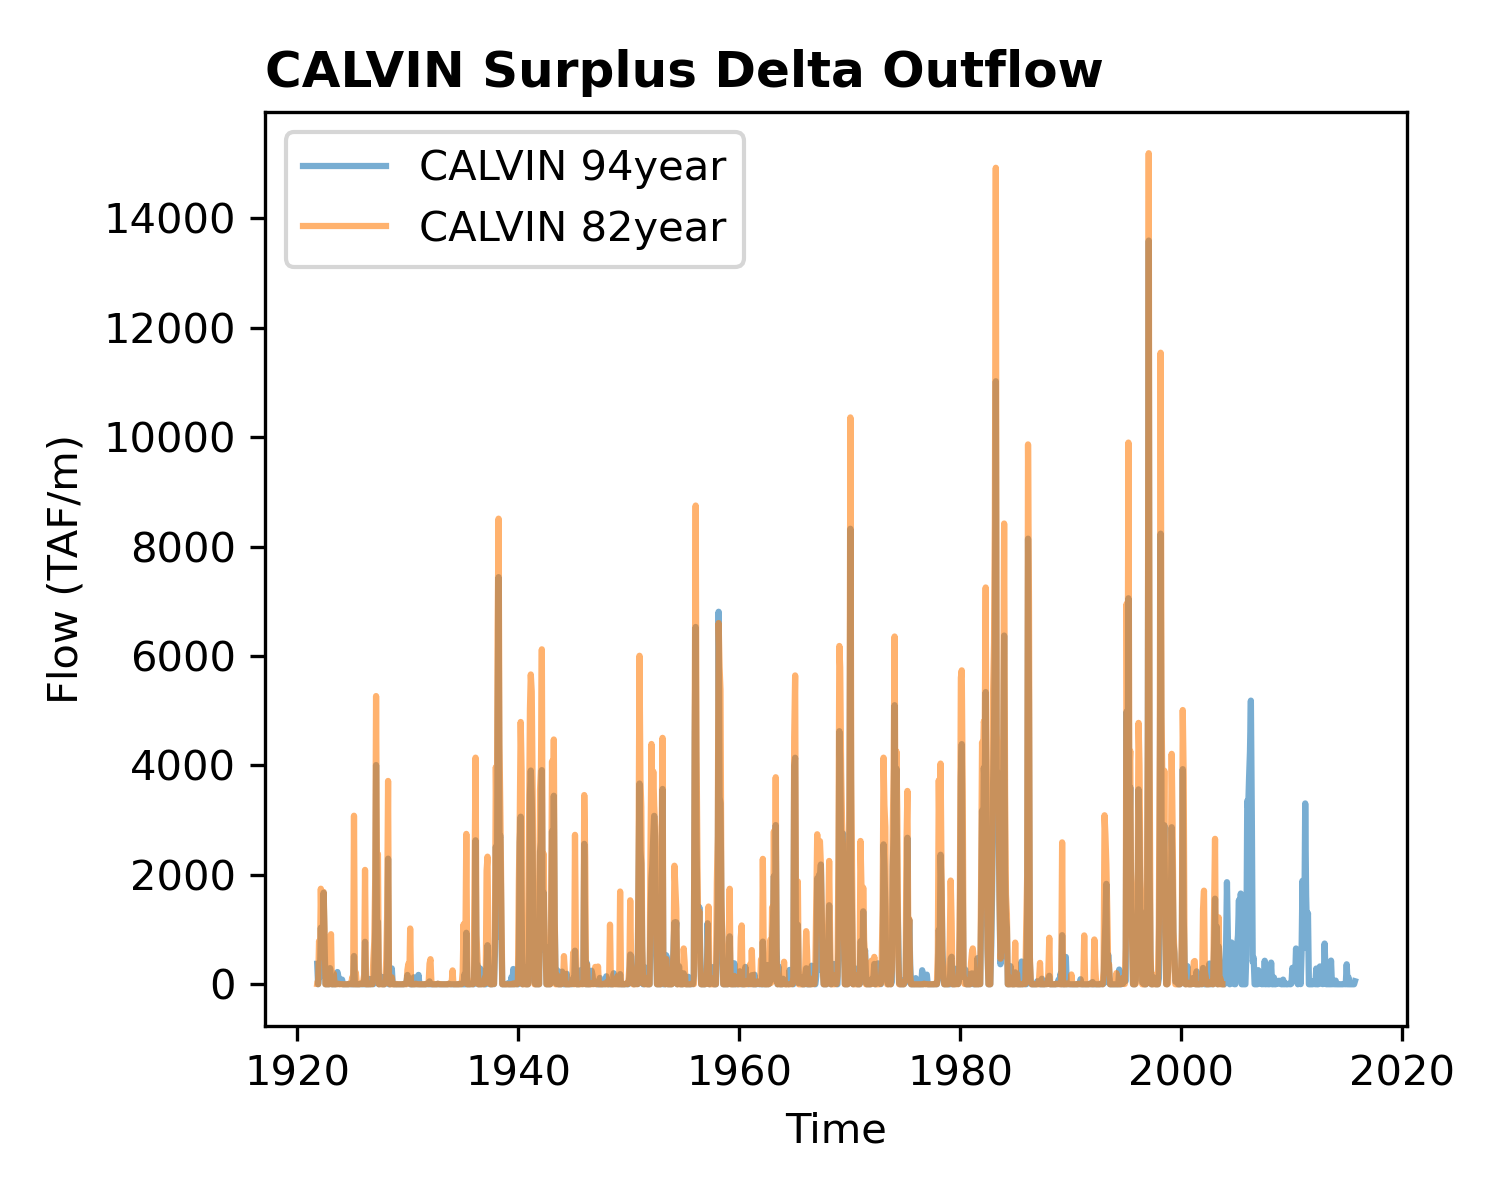 CALVIN Surplus Delta Outflow
CALVIN 94year
CALVIN 82year
14000
12000
10000
8000
6000
4000
2000
0
Flow (TAF/m)
1920 1940 1960 1980 2000 2020
Time